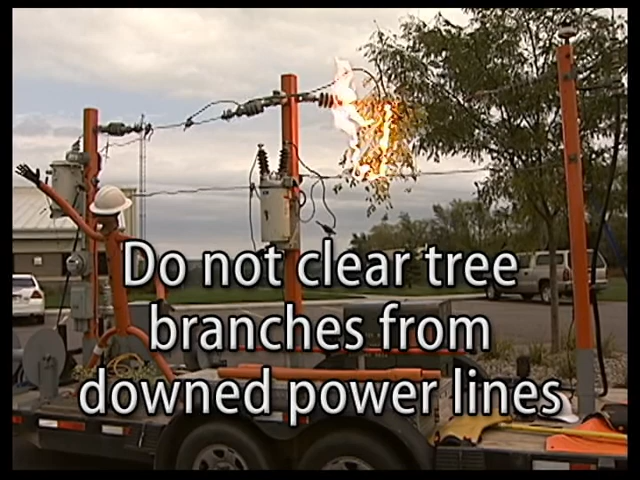 Do not clear tree
branches from
downed power lines